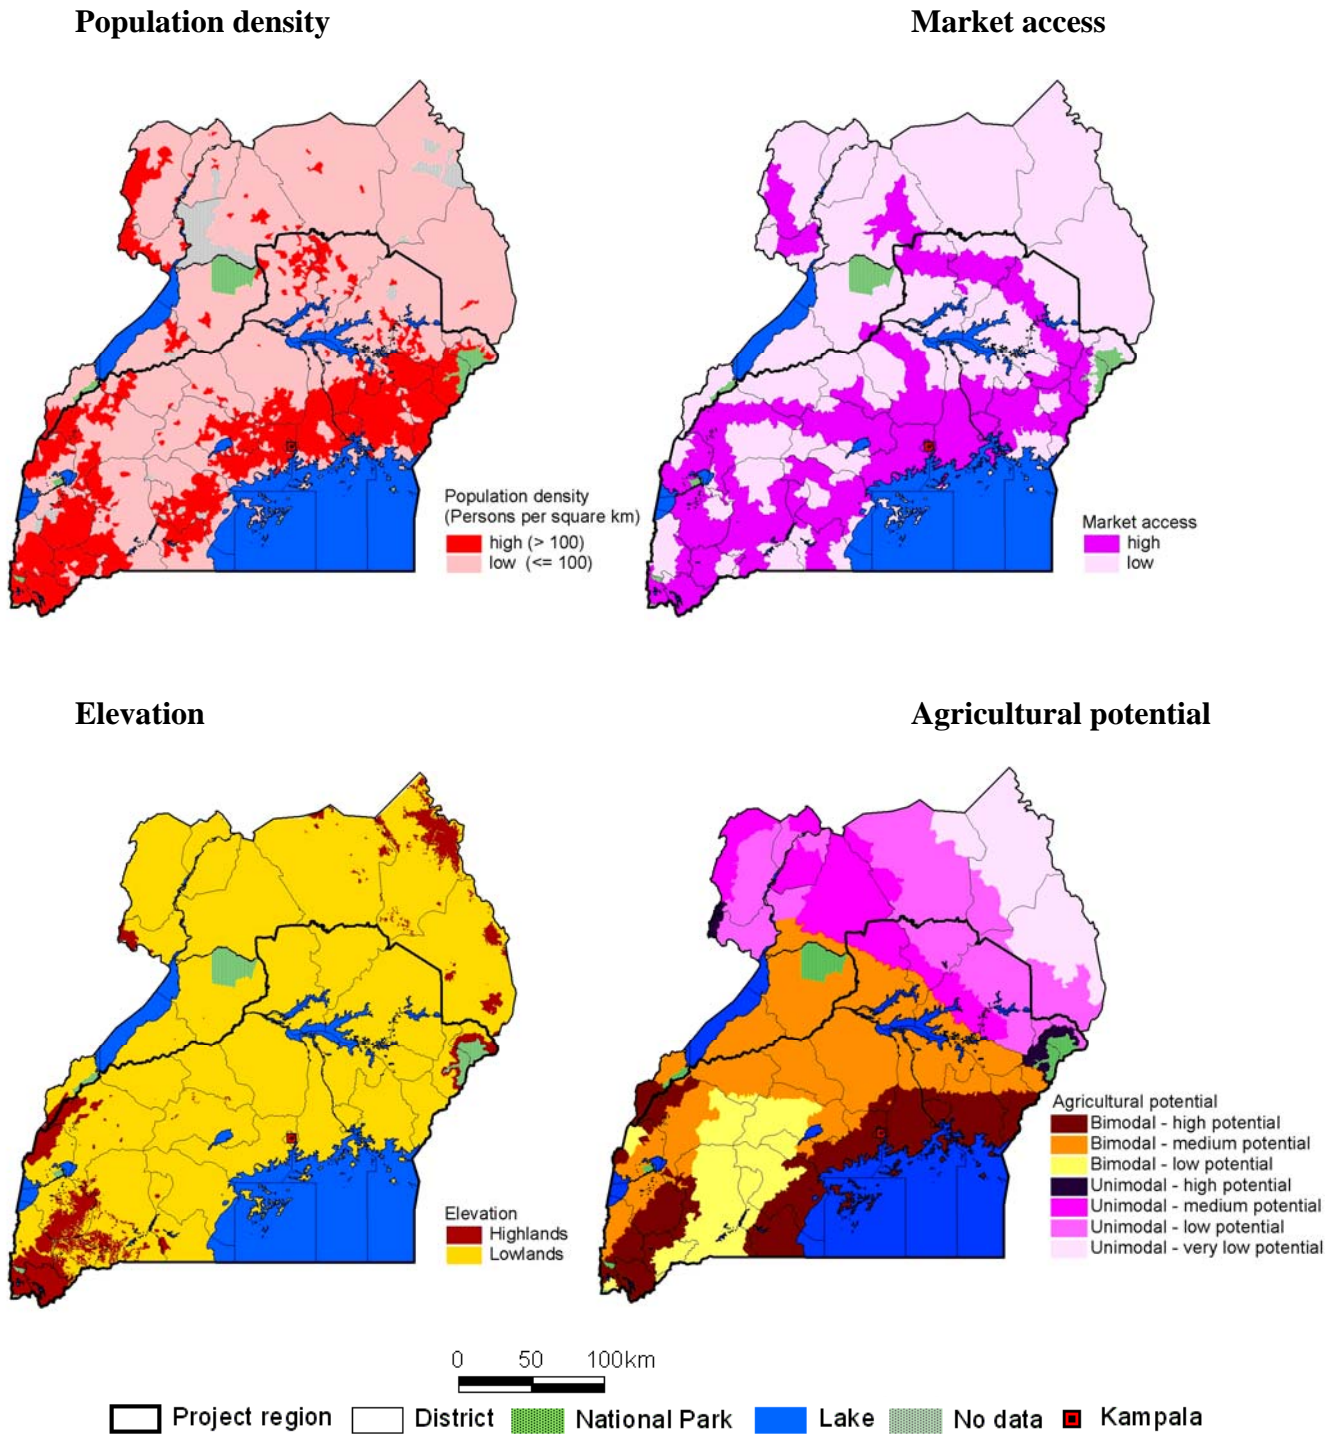 Population density
Market access
Population density
(Persons per square km)
high (> 100)
low (<= 100)
Market access
high
low
Elevation
Agricultural potential
Elevation
Highlands
Lowlands
Agricultural potential
Bimodal - high potential
Bimodal - medium potential
Bimodal - low potential
Unimodal - high potential
Unimodal - medium potential
Unimodal - low potential
Unimodal - very low potential
0 50 100km
Project region District National Park Lake No data Kampala